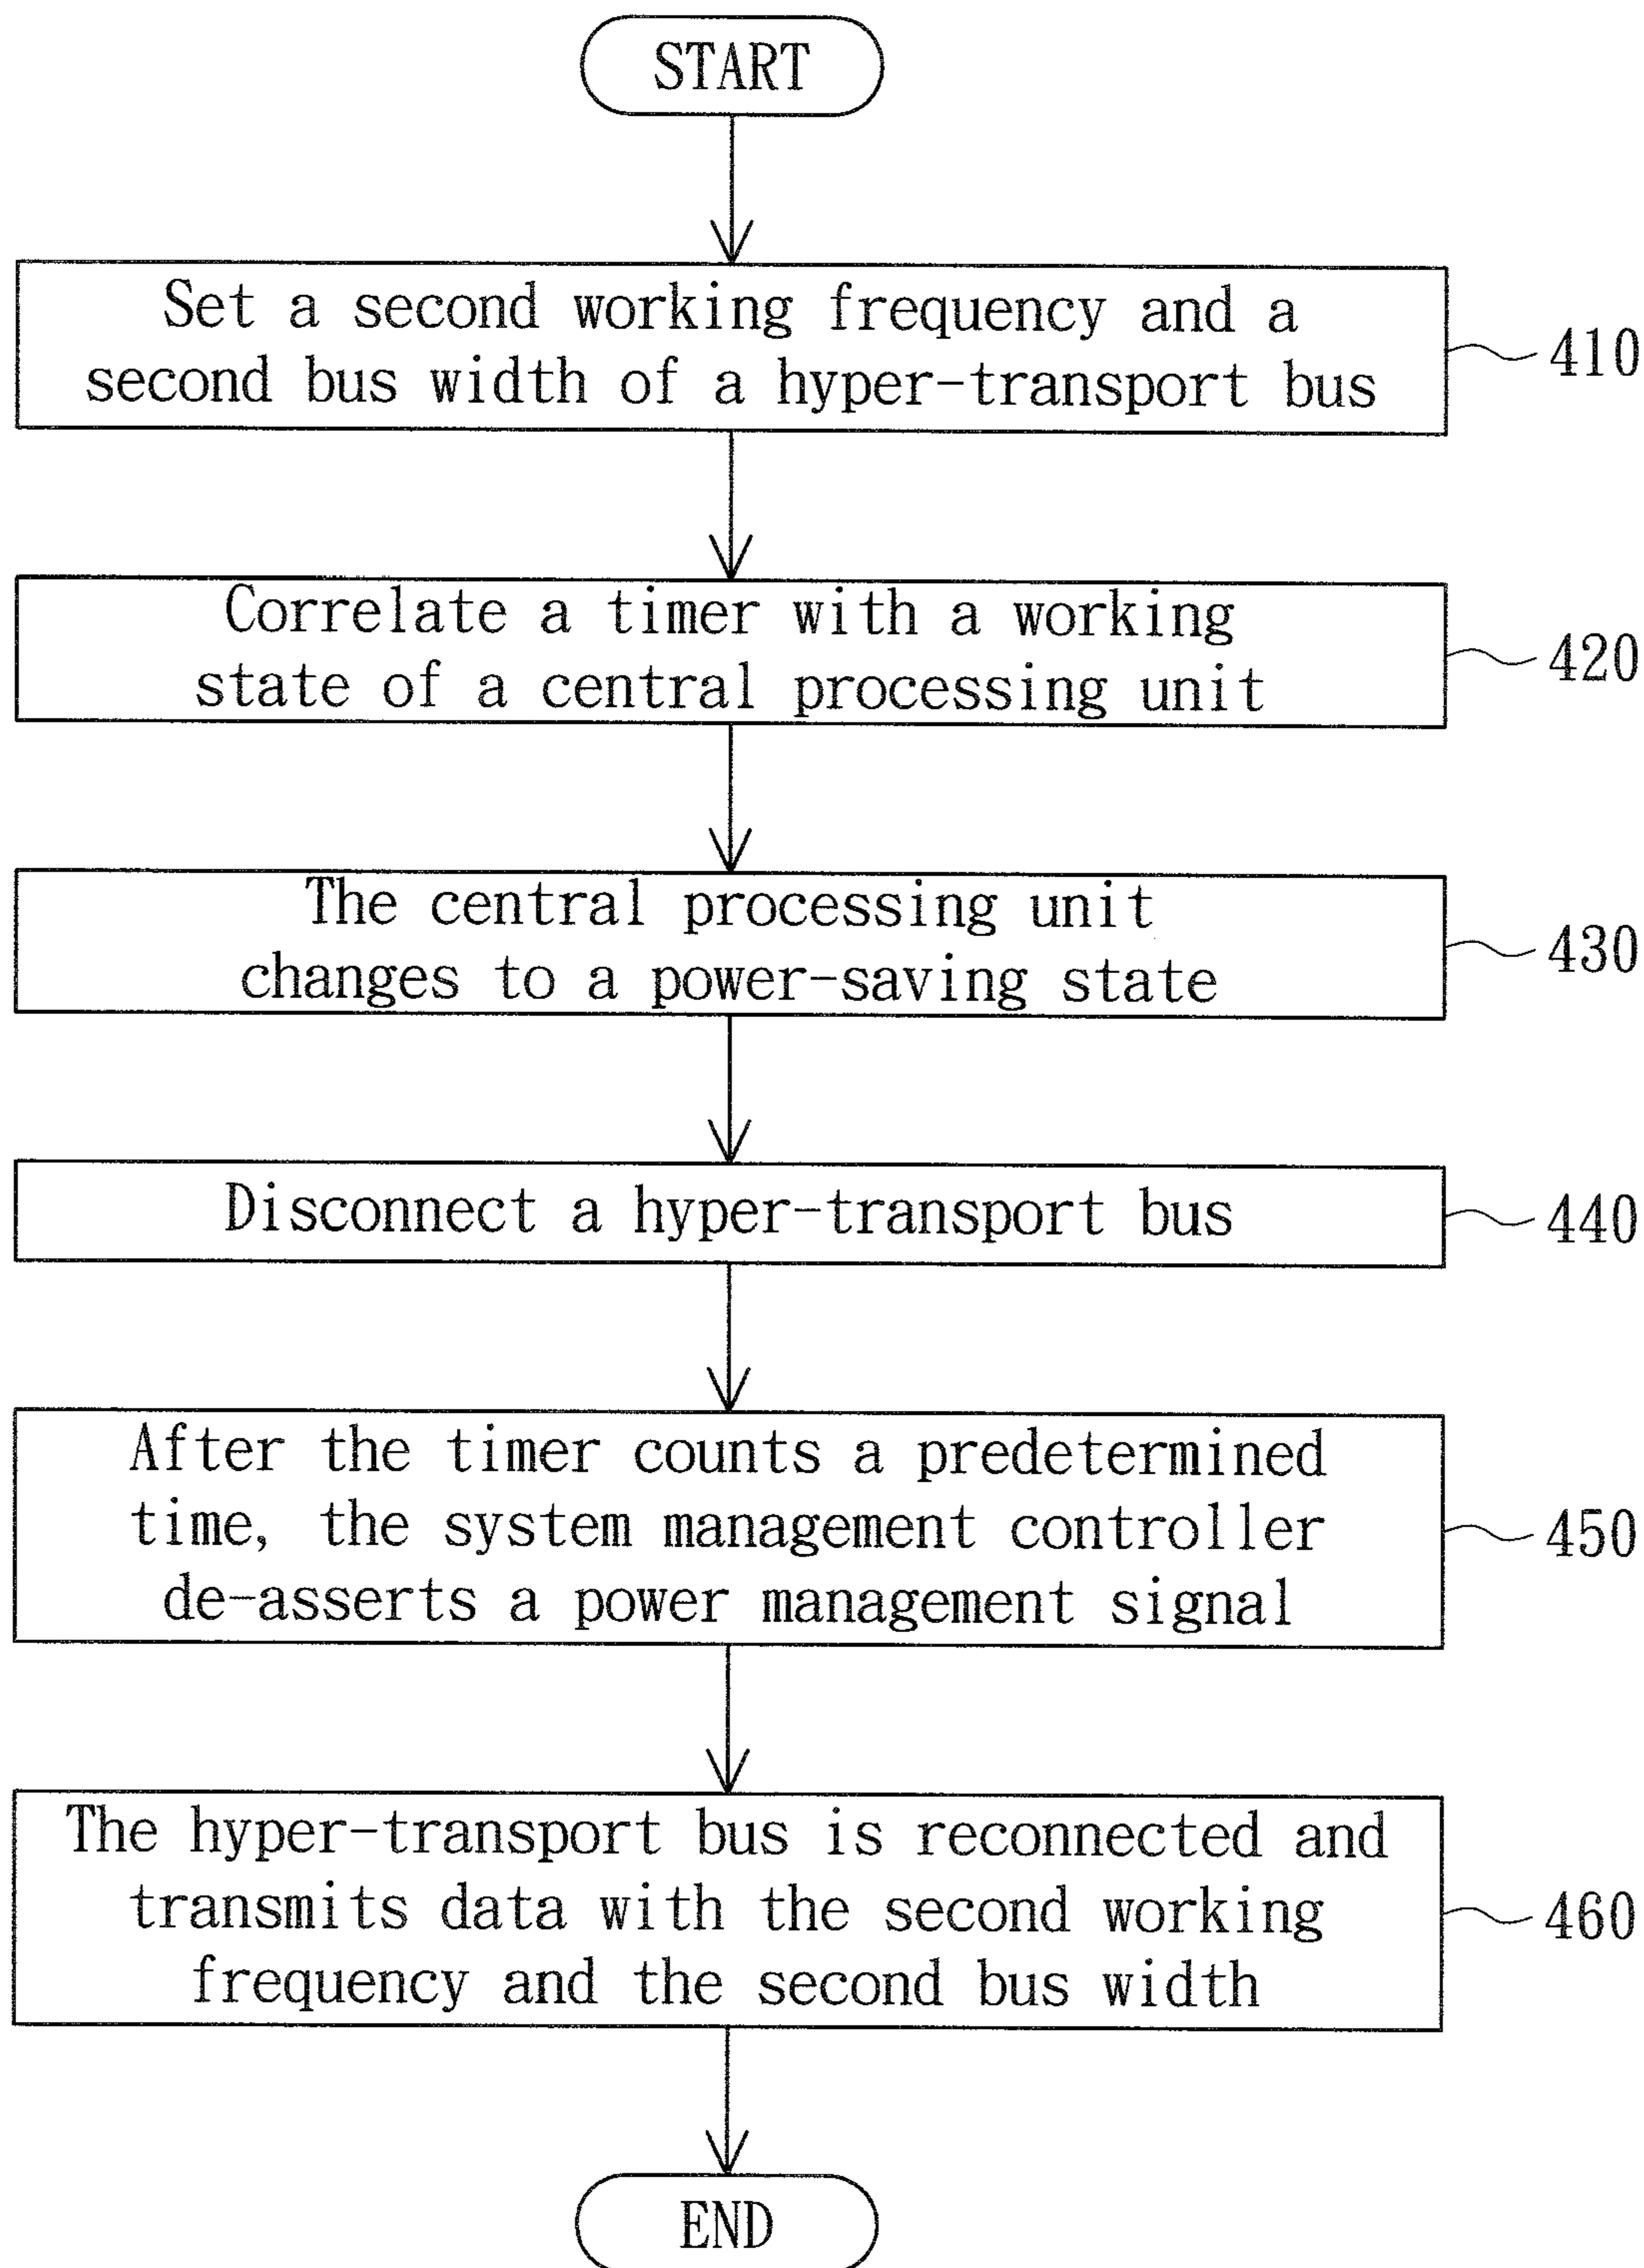 START
Set a second working frequency and a
second bus width of a hyper-transport bus
410
Correlate a timer with a working
state of a central processing unit
420
The central processing unit
changes to a power-saving state
430
Disconnect a hyper-transport bus
440
After the timer counts a predetermined
time, the system management controller
de-asserts a power management signal
450
The hyper-transport bus is reconnected and
transmits data with the second working
frequency and the second bus width
460
END